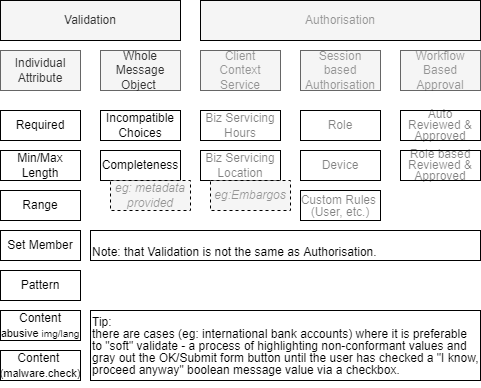 Validation
Authorisation
Individual
Attribute
Whole
Message
Object
Client
Context
Service
Session
based
Authorisation
Workflow
Based
Approval
Required
Incompatible
Choices
Biz Servicing
Hours
Role
Auto
Reviewed &
Approved
Min/Max
Length
Completeness
Biz Servicing
Location
Device
Role based
Reviewed &
Approved
eg: metadata
provided
eg:Embargos
Range
Custom Rules
(User, etc.)
Set Member
Note: that Validation is not the same as Authorisation.
Pattern
Content
abusive img/lang
Tip:
there are cases (eg: international bank accounts) where it is preferable
to "soft" validate - a process of highlighting non-conformant values and
gray out the OK/Submit form button until the user has checked a "I know,
proceed anyway" boolean message value via a checkbox.
Content
(malware.check)